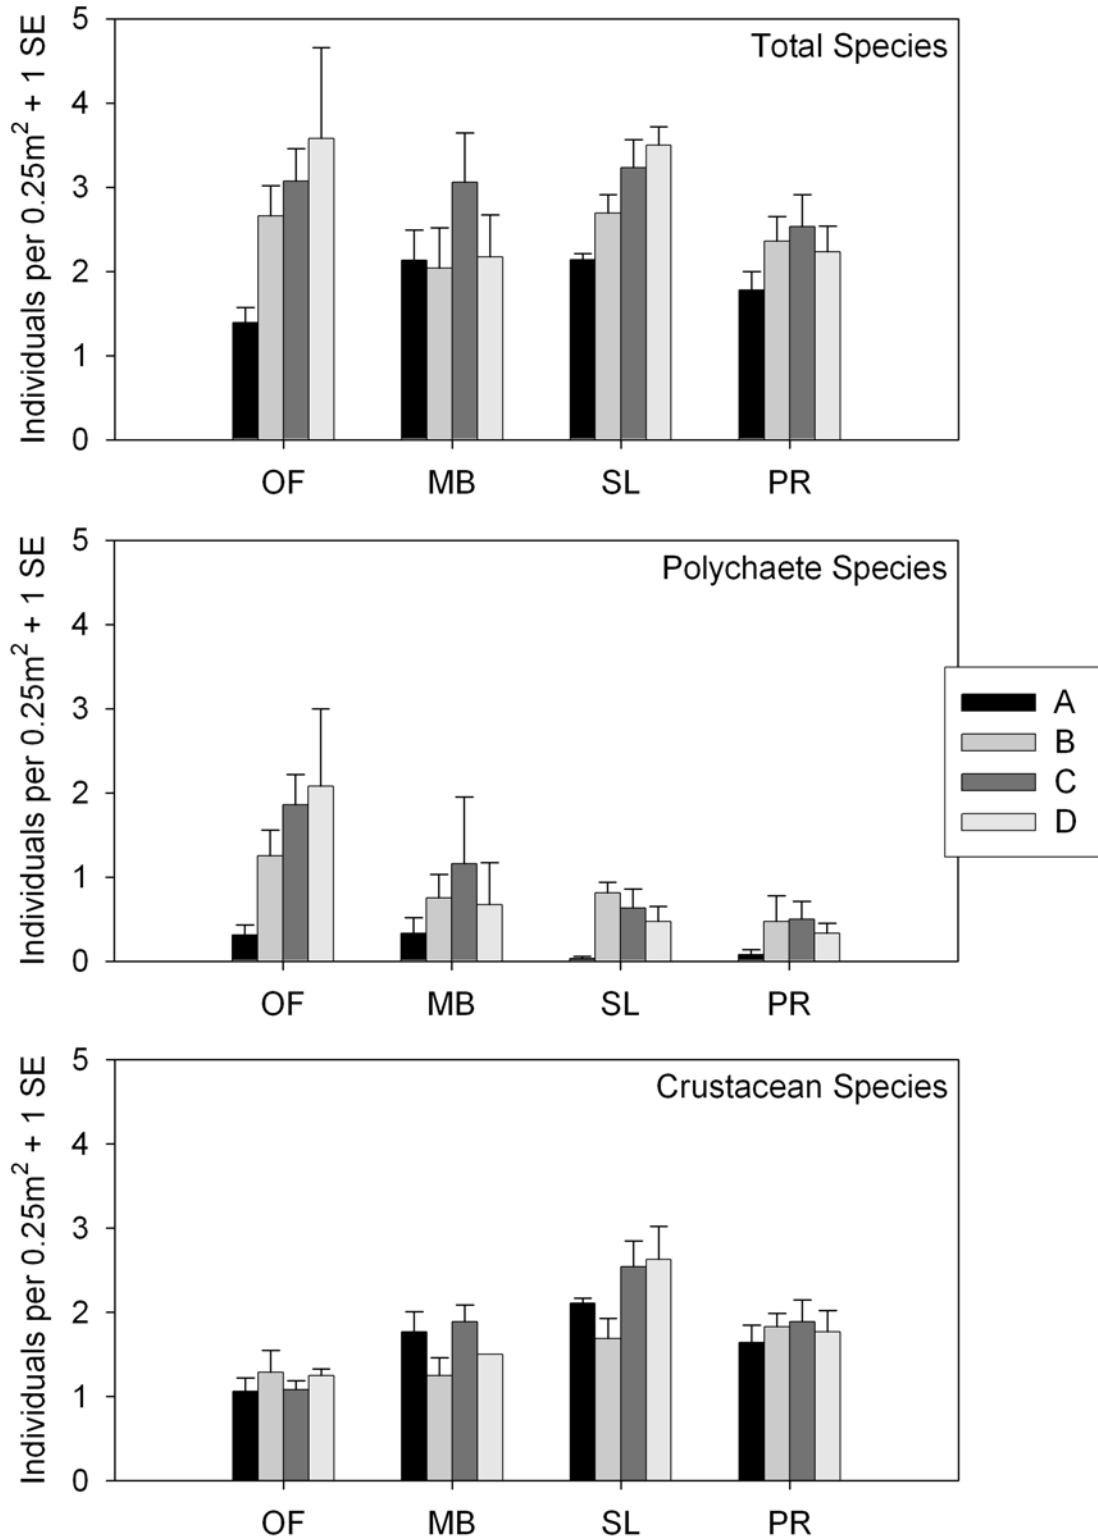 Total Species
Individuals per 0.25m² + 1 SE
5
4
3
2
1
0
OF MB SL PR
Polychaete Species
Individuals per 0.25m² + 1 SE
5
4
3
2
1
0
OF MB SL PR
A
B
C
D
Crustacean Species
Individuals per 0.25m² + 1 SE
5
4
3
2
1
0
OF MB SL PR